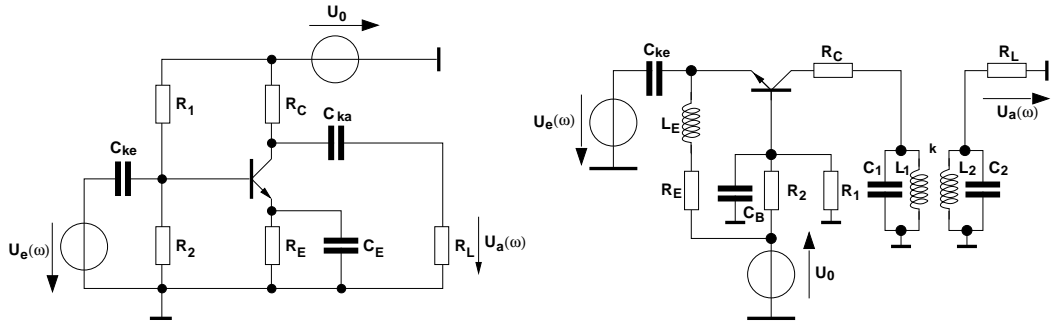 U0
R1
RC
Cka
Cke
R2
RE
CE
RL
Ue(ω)
Ua(ω)
Cke
RC
RL
Ua(ω)
Ue(ω)
LE
k
C1
L1
L2
C2
RE
CB
R2
R1
U0